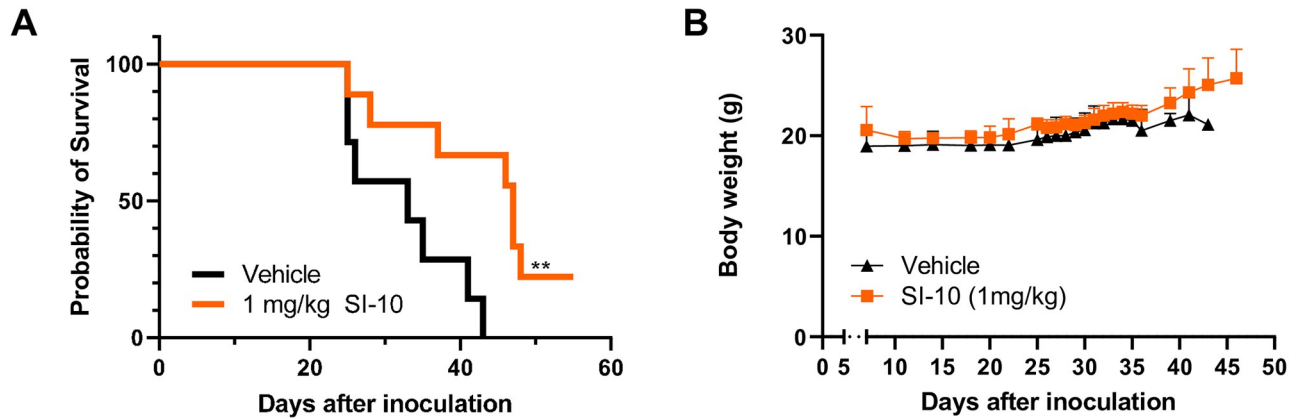 A
Probability of Survival
100
50
0
Vehicle
1 mg/kg SI-10
**
0 20 40 60
Days after inoculation
B
Body weight (g)
30
20
10
0
Vehicle
SI-10 (1mg/kg)
0 5 10 15 20 25 30 35 40 45 50
Days after inoculation